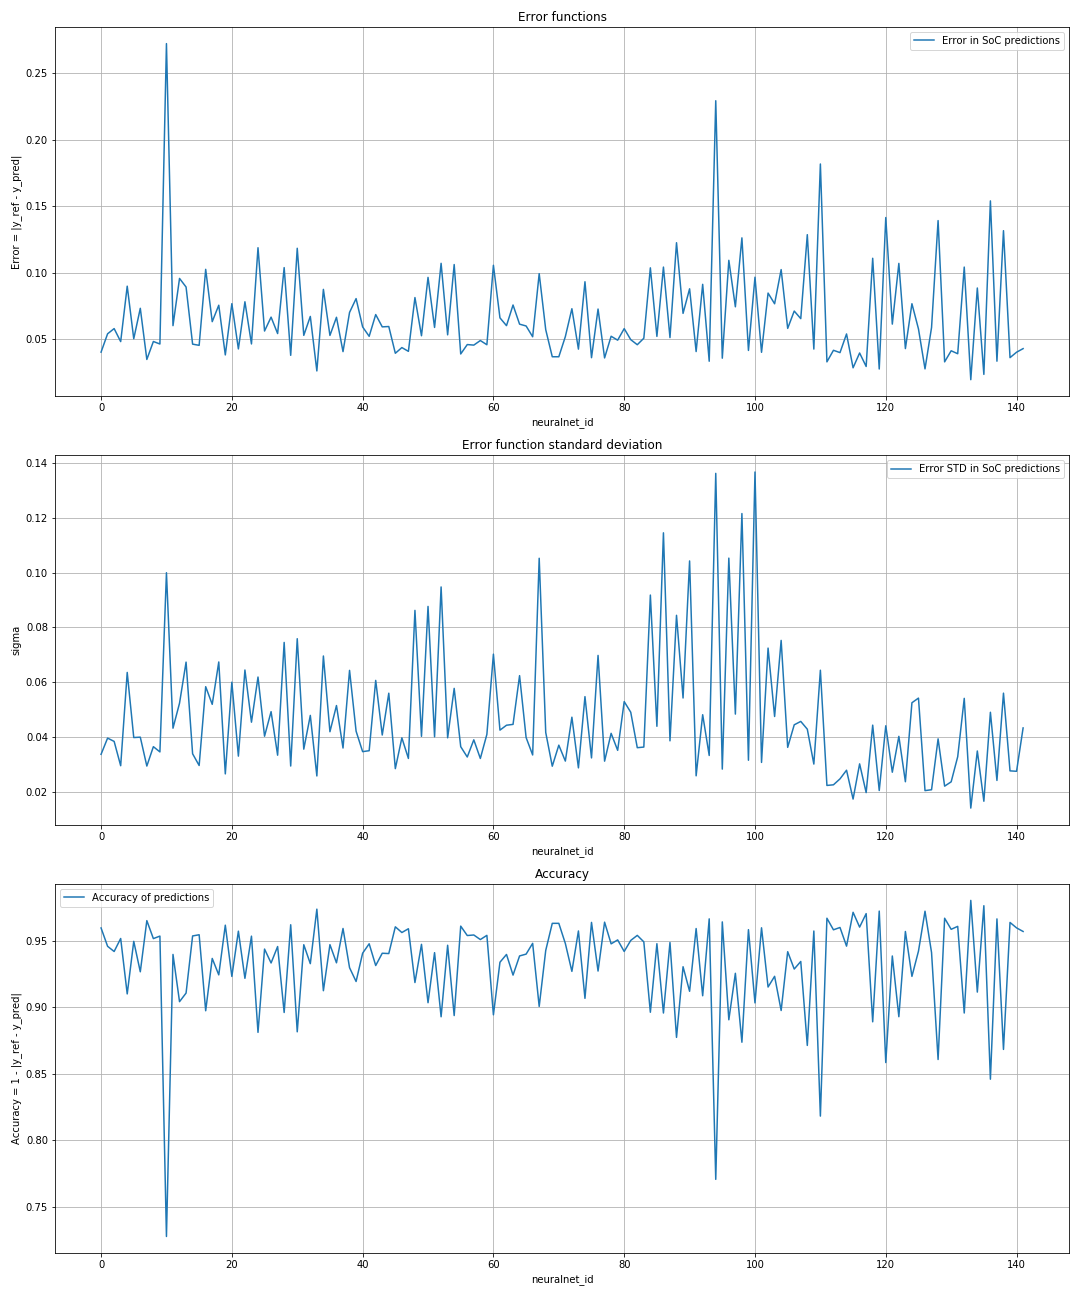 Error functions
Error in SoC predictions
Error = |y_ref - y_pred|
0.25
0.20
0.15
0.10
0.05
0 20 40 60 80 100 120 140
neuralnet_id
Error function standard deviation
Error STD in SoC predictions
sigma
0.14
0.12
0.10
0.08
0.06
0.04
0.02
0 20 40 60 80 100 120 140
neuralnet_id
Accuracy
Accuracy of predictions
Accuracy = 1 - |y_ref - y_pred|
0.95
0.90
0.85
0.80
0.75
0 20 40 60 80 100 120 140
neuralnet_id